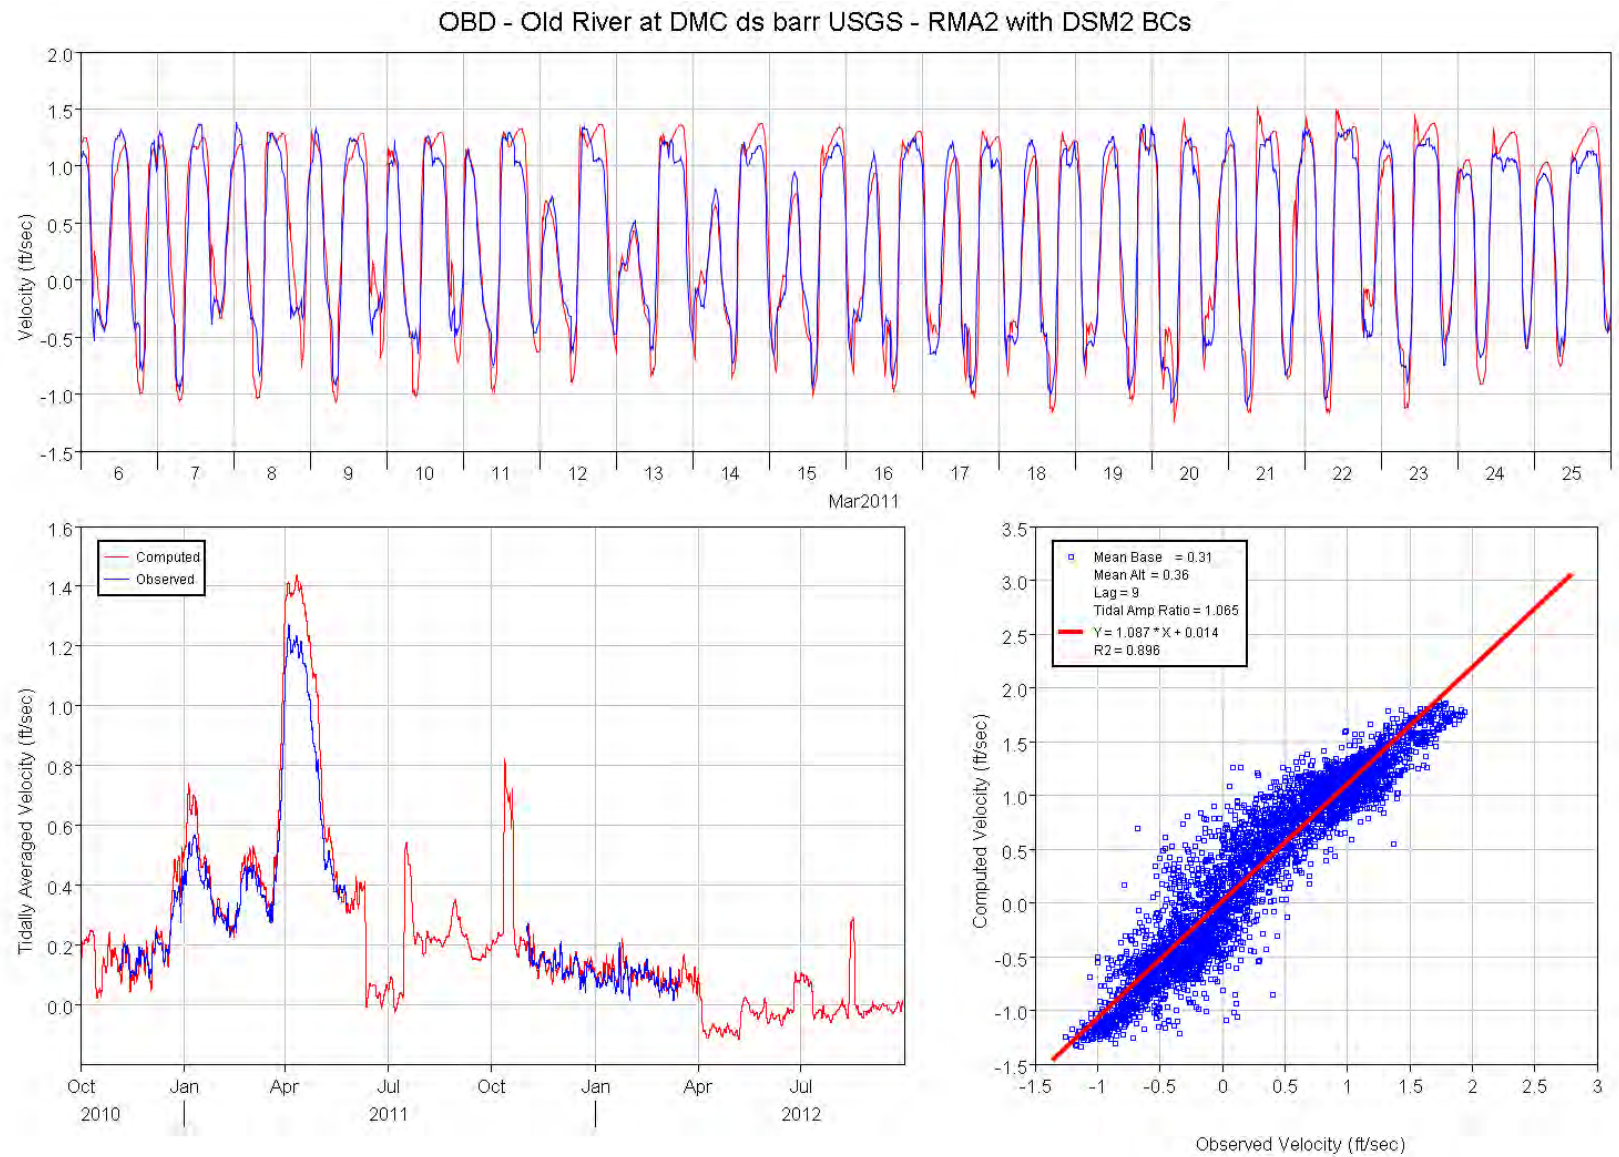 OBD - Old River at DMC ds barr USGS - RMA2 with DSM2 BCs
2.0
1.5
1.0
0.5
0.0
-0.5
-1.0
-1.5
Velocity (ft/sec)
6 7 8 9 10 11 12 13 14 15 16 17 18 19 20 21 22 23 24 25
Mar2011
1.6
1.4
1.2
1.0
0.8
0.6
0.4
0.2
0.0
Tidally Averaged Velocity (ft/sec)
Computed
Observed
Oct Jan Apr Jul Oct Jan Apr Jul
2010 2011 2012
3.5
3.0
2.5
2.0
1.5
1.0
0.5
0.0
-0.5
-1.0
-1.5
Computed Velocity (ft/sec)
Mean Base = 0.31
Mean Alt = 0.36
Lag = 9
Tidal Amp Ratio = 1.065
Y = 1.087 * X + 0.014
R2 = 0.896
-1.5 -1 -0.5 0 0.5 1 1.5 2 2.5 3
Observed Velocity (ft/sec)